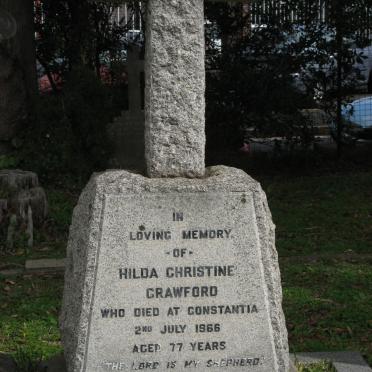 IN
LOVING MEMORY.
-OF-
HILDA CHRISTINE
CRAWFORD
WHO DIED AT CONSTANTIA
2ND JULY 1966
AGED 77 YEARS
"THE LORD IS MY SHEPHERD."